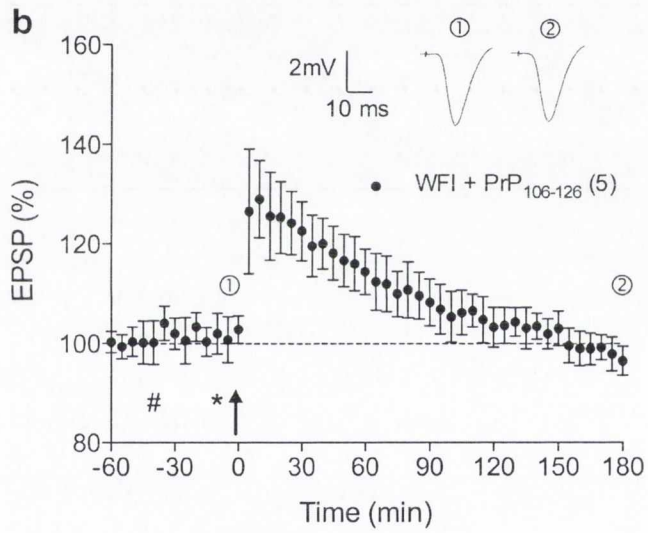 b
160
140
120
100
80
EPSP (%)
① ②
2mV
10 ms
WFI + PrP106-126 (5)
① ②
# *
-60 -30 0 30 60 90 120 150 180
Time (min)